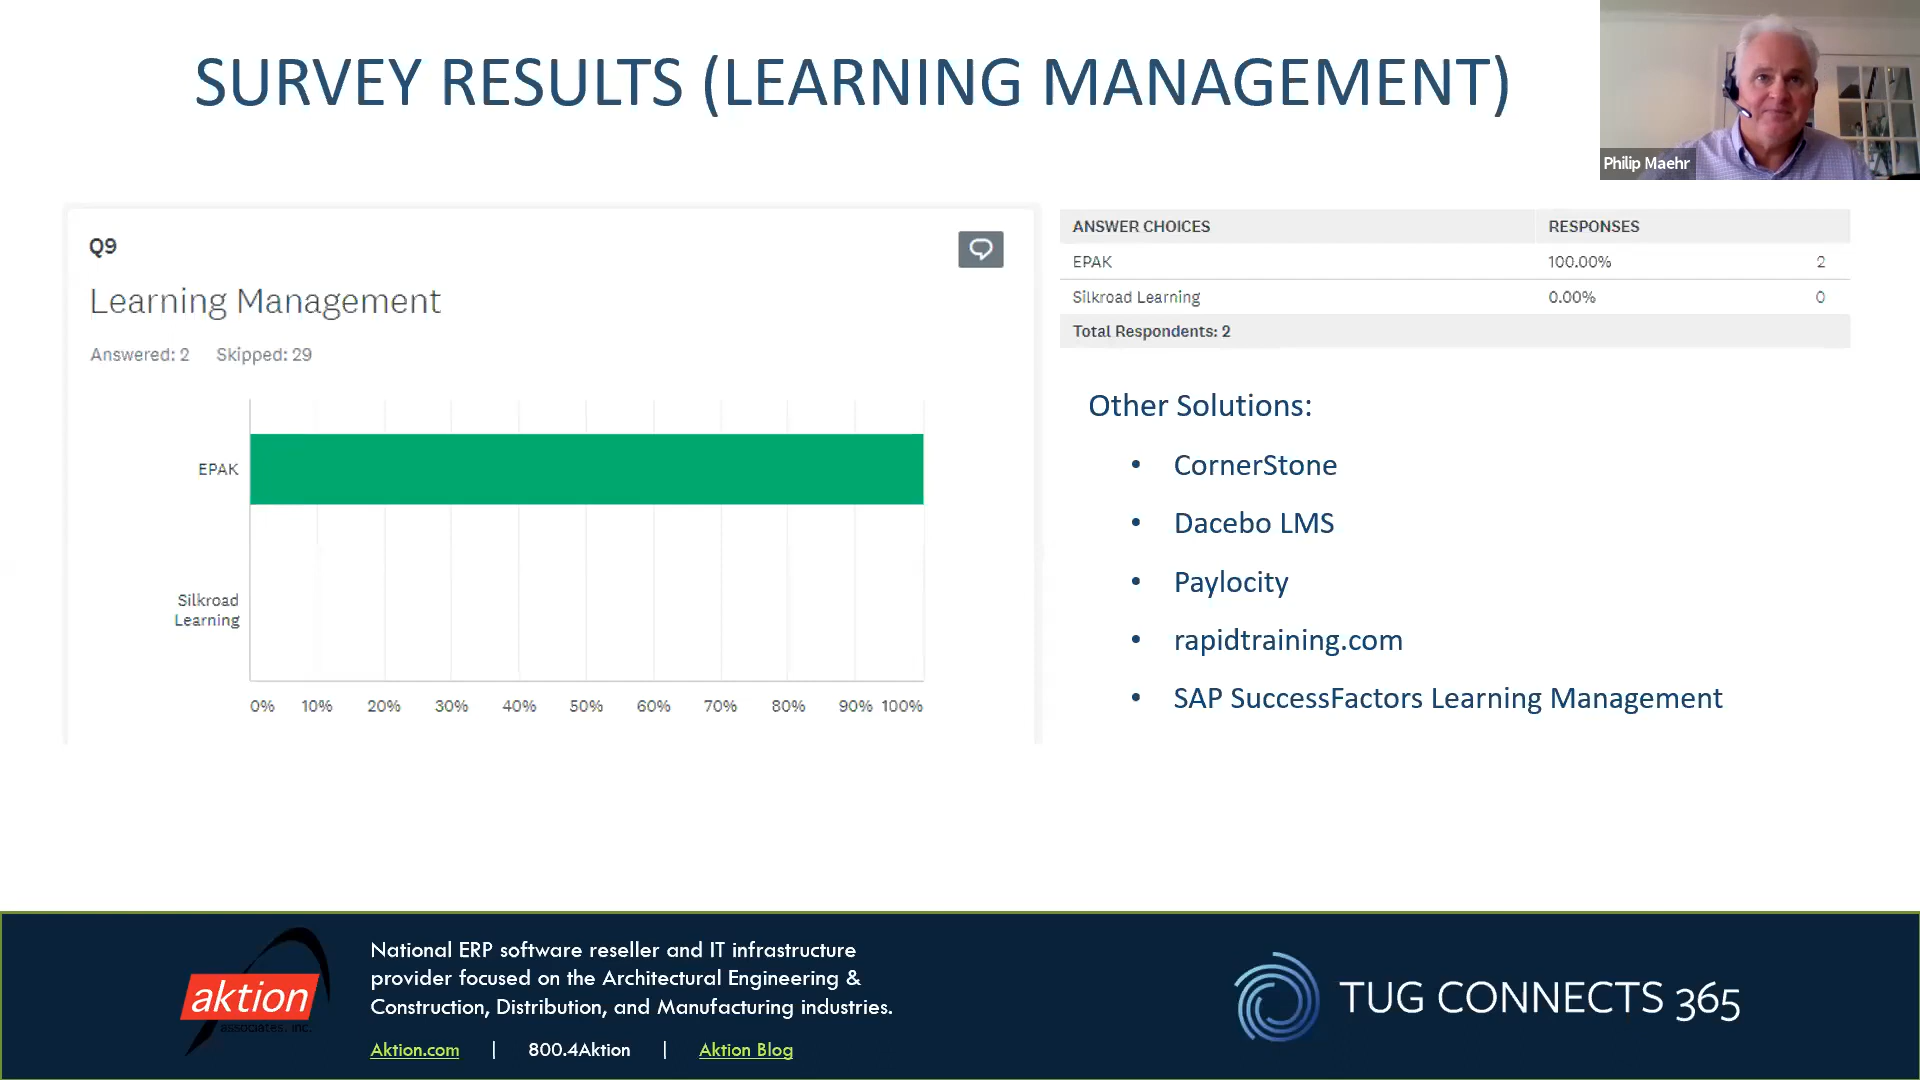 SURVEY RESULTS (LEARNING MANAGEMENT)
Philip Maehr
Q9
Learning Management
Answered: 2 Skipped: 29
EPAK
Silkroad
Learning
0% 10% 20% 30% 40% 50% 60% 70% 80% 90% 100%
ANSWER CHOICES RESPONSES
EPAK 100.00% 2
Silkroad Learning 0.00% 0
Total Respondents: 2
Other Solutions:
• CornerStone
• Dacebo LMS
• Paylocity
• rapidtraining.com
• SAP SuccessFactors Learning Management
aktion
associates, inc.
National ERP software reseller and IT infrastructure
provider focused on the Architectural Engineering &
Construction, Distribution, and Manufacturing industries.
Aktion.com | 800.4Aktion | Aktion Blog
TUG CONNECTS 365